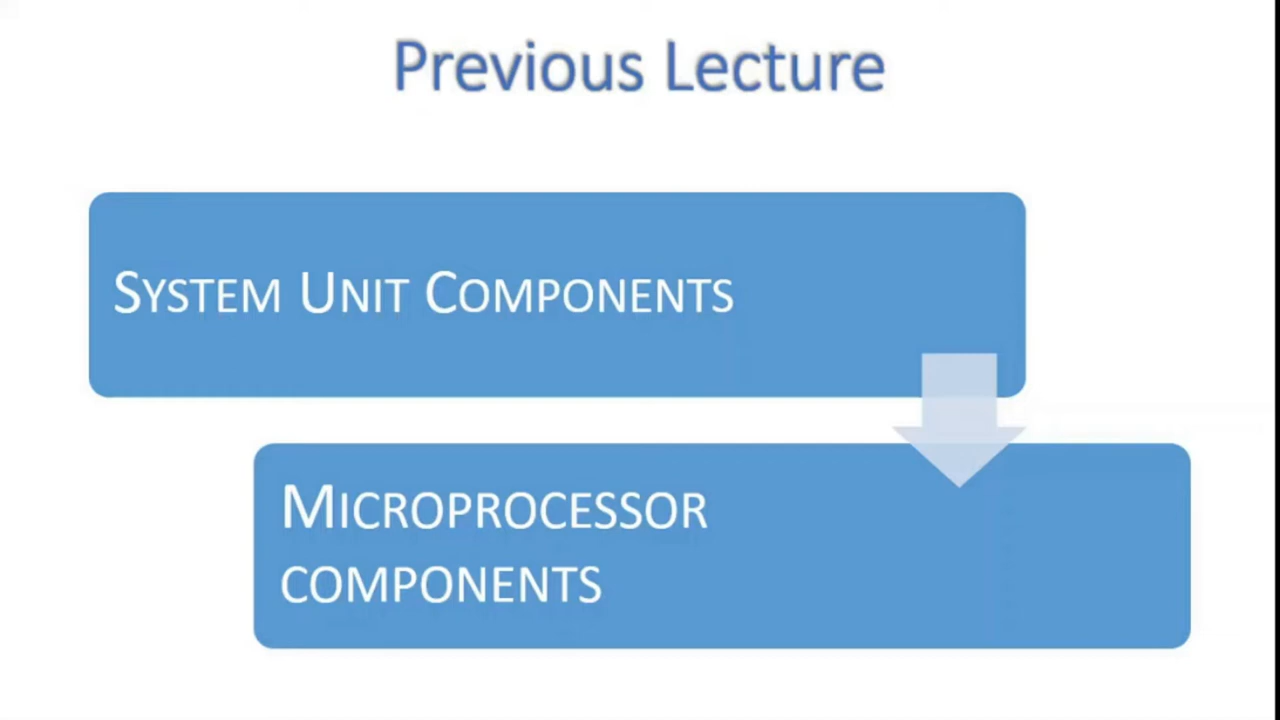 Previous Lecture
SYSTEM UNIT COMPONENTS
MICROPROCESSOR
COMPONENTS